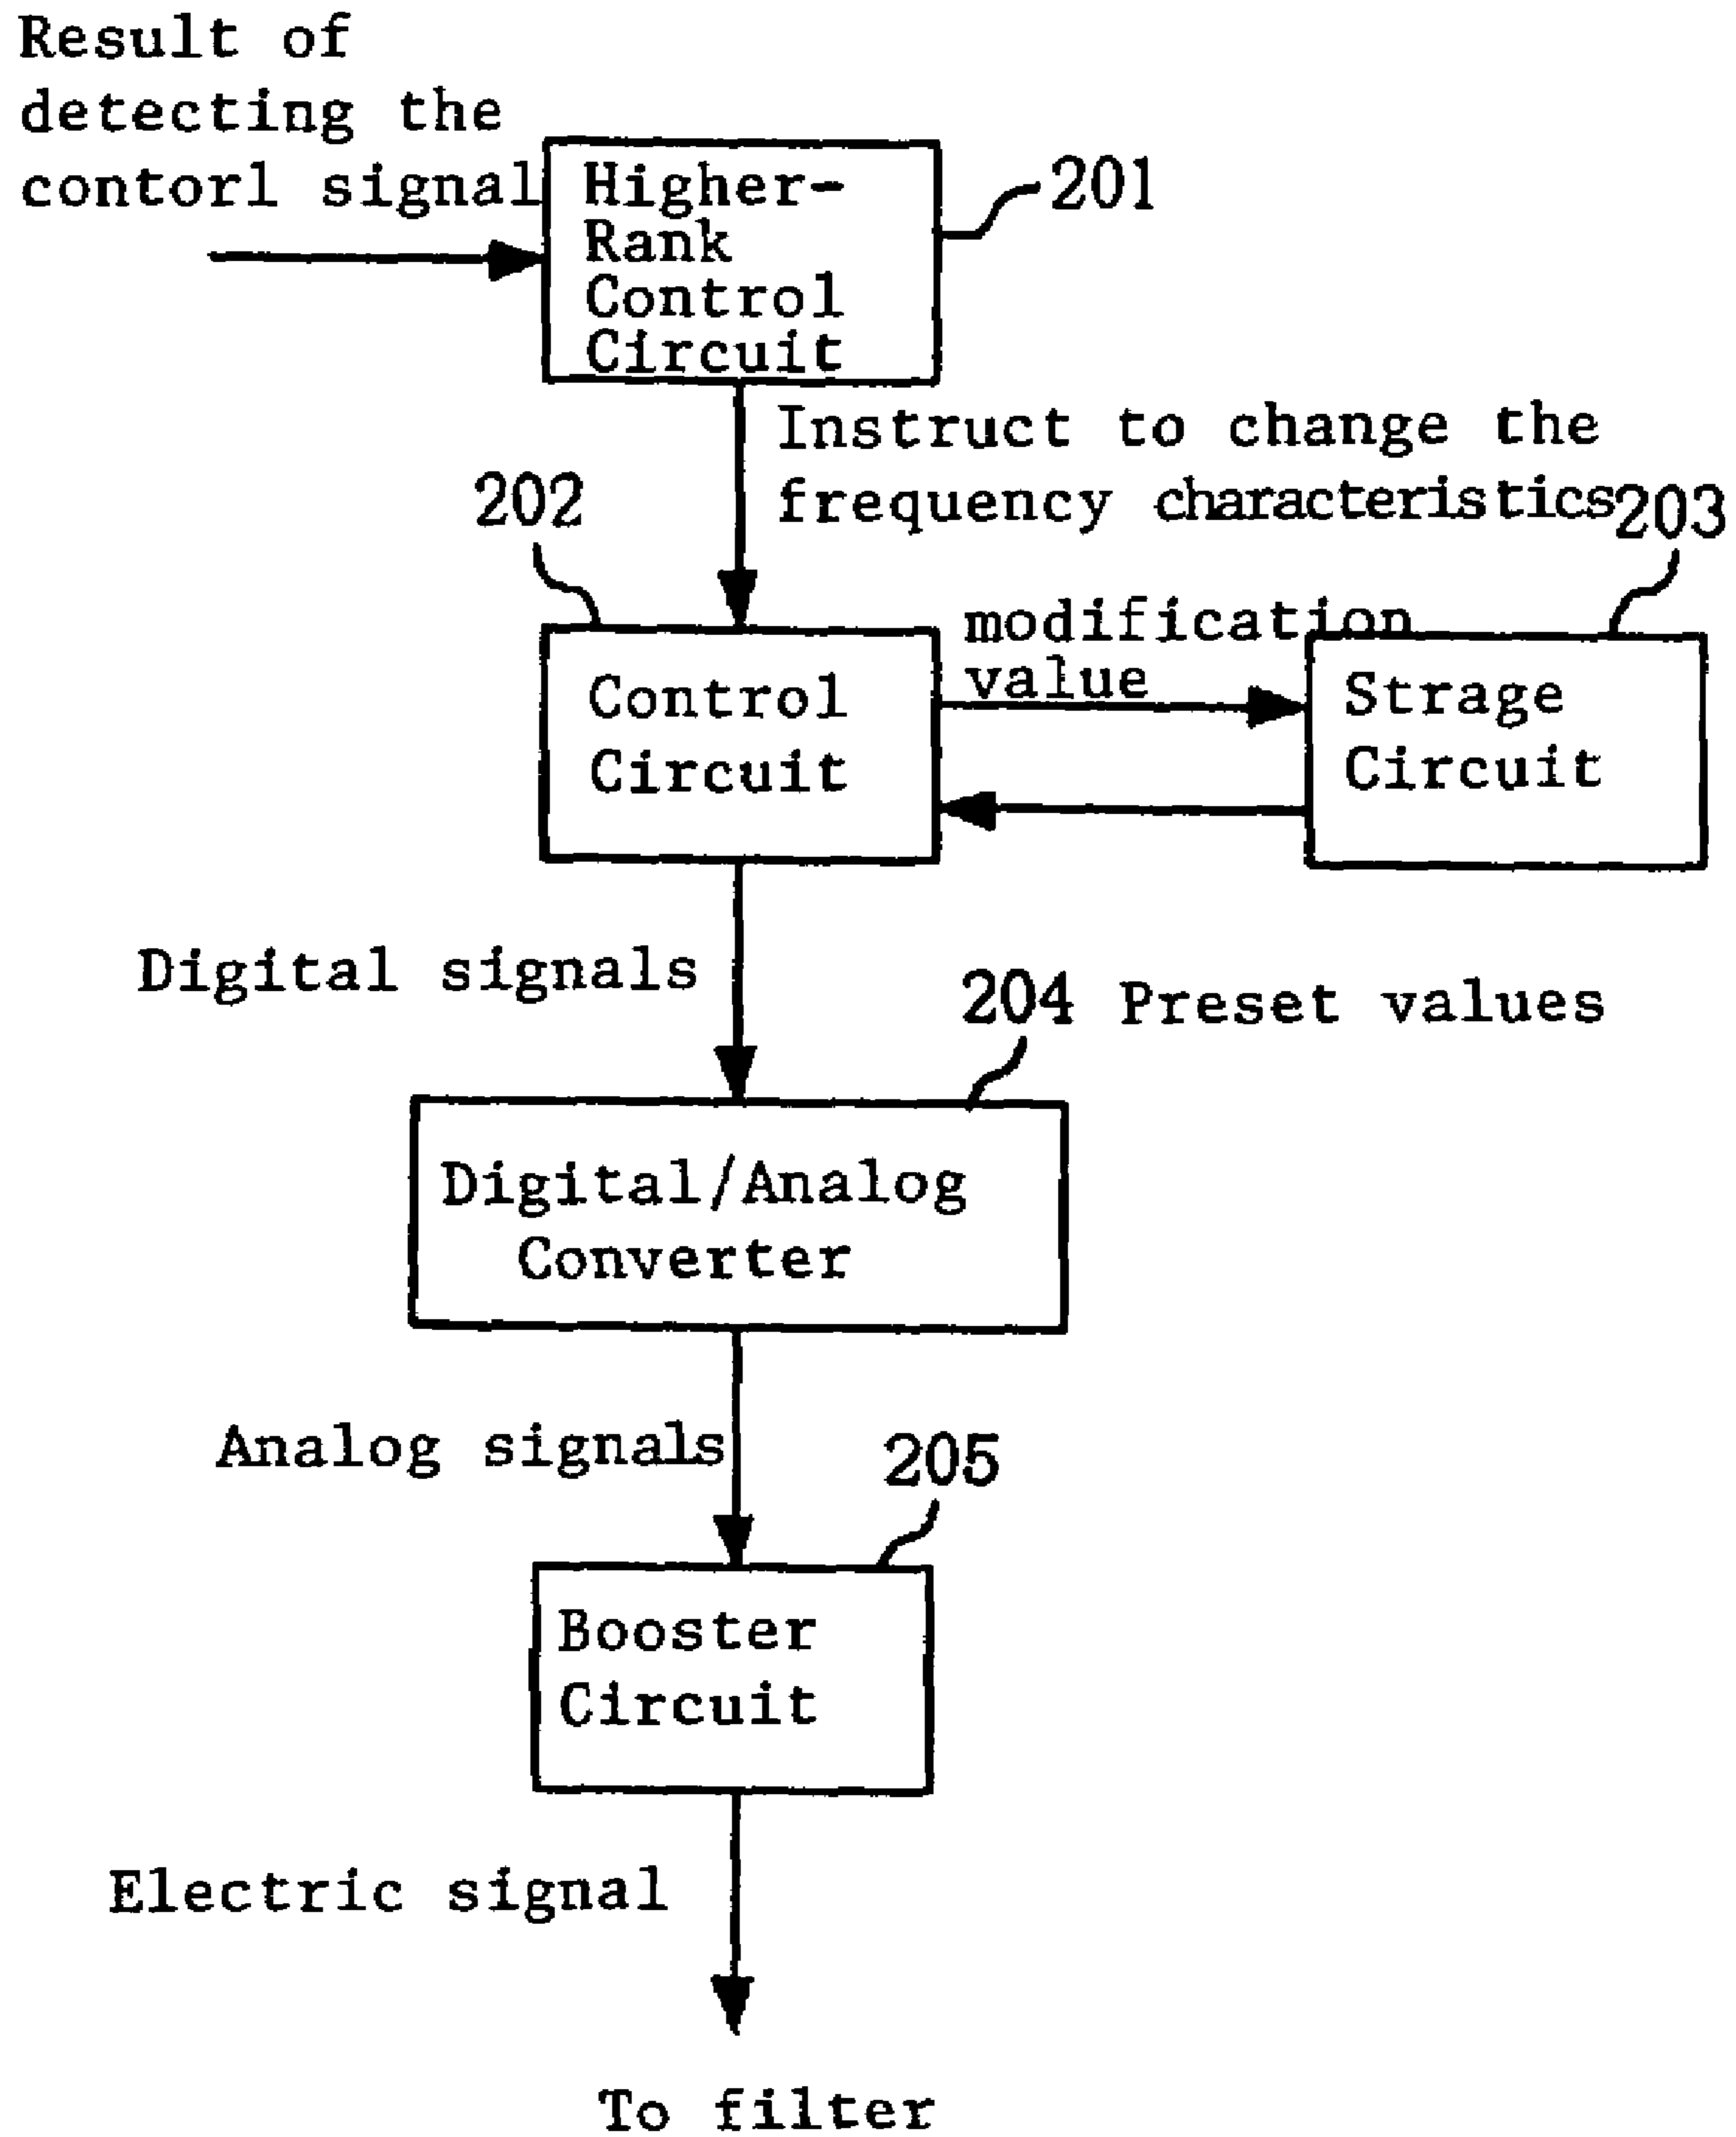 Result of
detecting the
contorl signal
Higher-
Rank
Control
Circuit
201
Instruct to change the
frequency characteristics
202
203
modification
value
Control
Circuit
Strage
Circuit
Digital signals
204
Preset values
Digital/Analog
Converter
Analog signals
205
Booster
Circuit
Electric signal
To filter